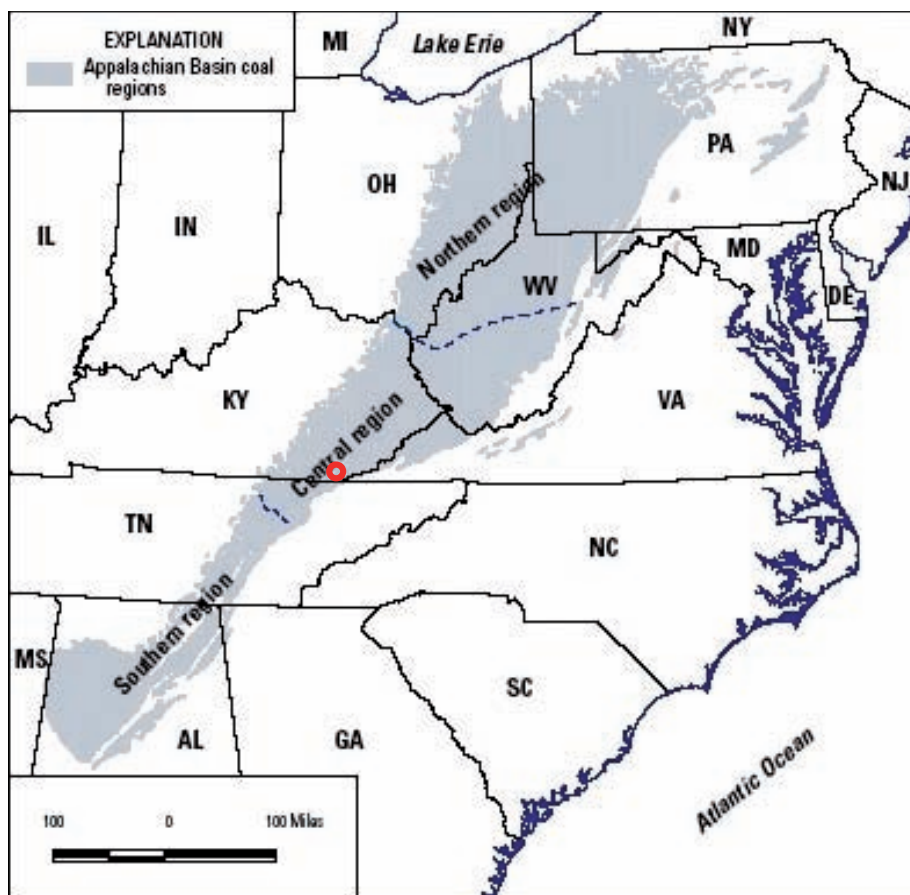 EXPLANATION
Appalachian Basin coal
regions
MI
Lake Erie
NY
PA
OH
NJ
IL
IN
Northern region
MD
WV
DE
KY
VA
Central region
TN
NC
Southern region
MS
SC
AL
GA
Atlantic Ocean
100 0 100 Miles